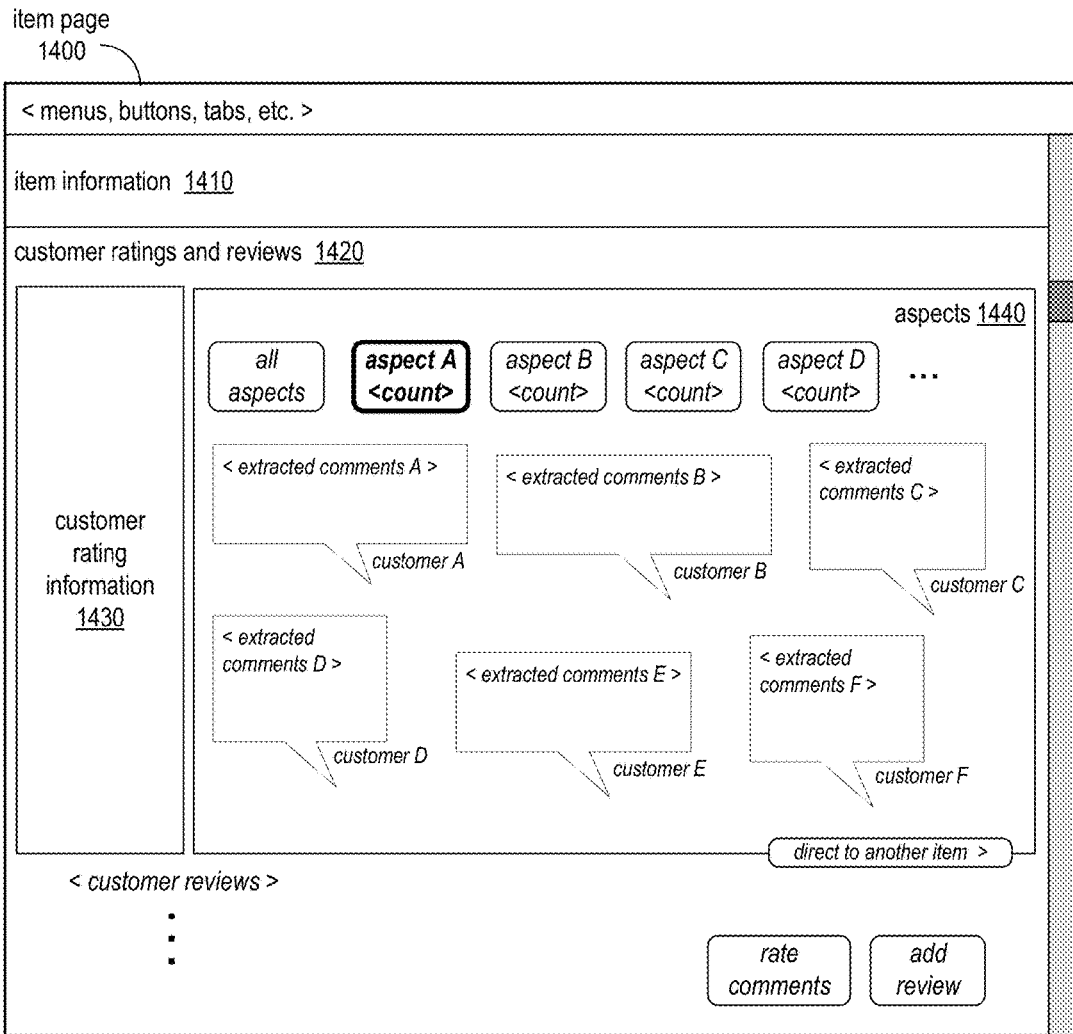 item page
1400
< menus, buttons, tabs, etc. >
item information 1410
customer ratings and reviews 1420
customer
rating
information
1430
aspects 1440
all
aspects
aspect A
<count>
aspect B
<count>
aspect C
<count>
aspect D
<count>
...
< extracted comments A >
customer A
< extracted comments B >
customer B
< extracted
comments C >
customer C
< extracted
comments D >
customer D
< extracted comments E >
customer E
< extracted
comments F >
customer F
direct to another item >
< customer reviews >
rate
comments
add
review